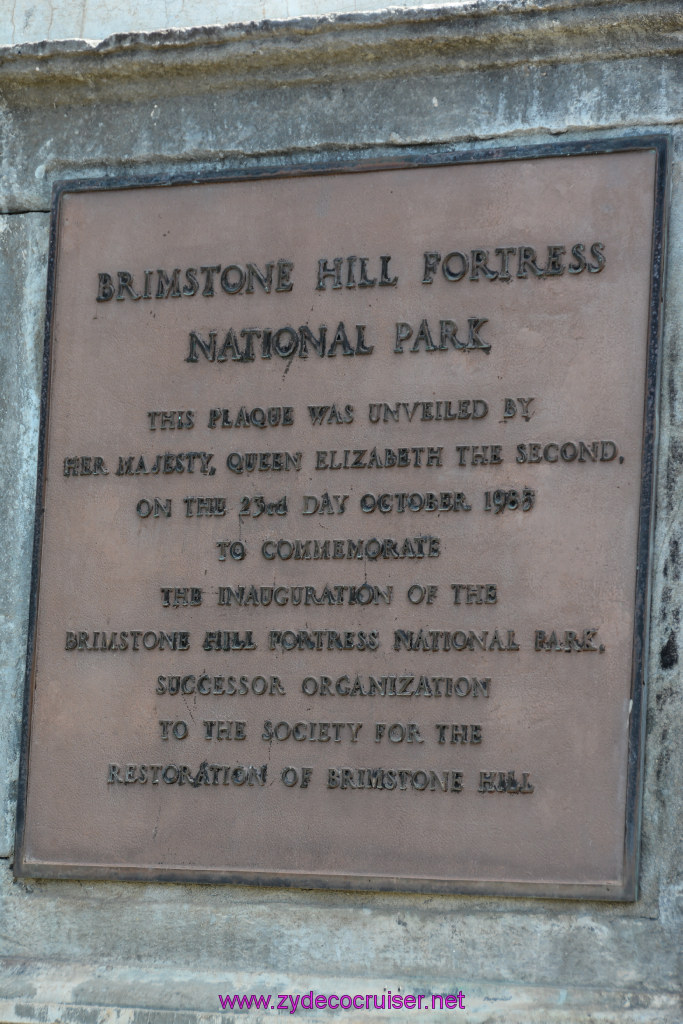 BRIMSTONE HILL FORTRESS
NATIONAL PARK
THIS PLAQUE WAS UNVEILED BY
HER MAJESTY, QUEEN ELIZABETH THE SECOND,
ON THE 23rd DAY OCTOBER 1985
TO COMMEMORATE
THE INAUGURATION OF THE
BRIMSTONE HILL FORTRESS NATIONAL PARK,
SUCCESSOR ORGANIZATION
TO THE SOCIETY FOR THE
RESTORATION OF BRIMSTONE HILL
www.zydecocruiser.net